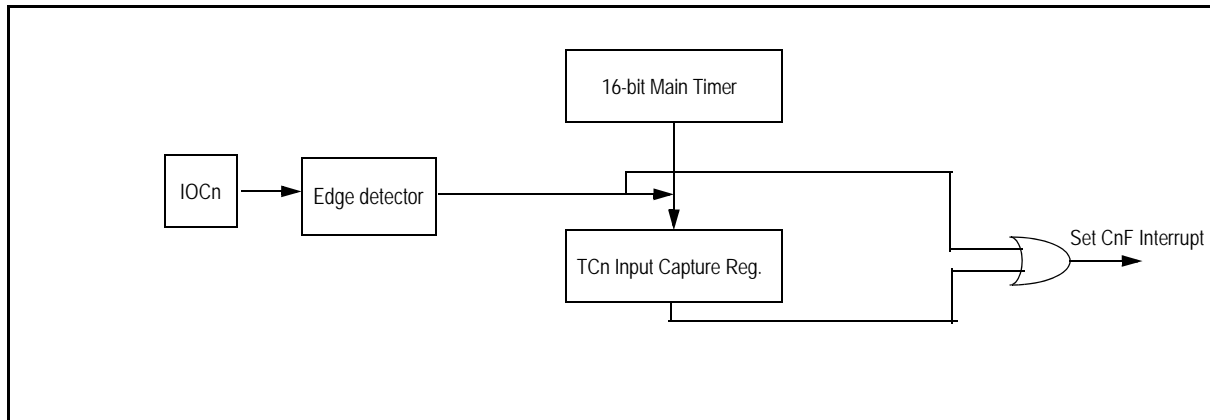 16-bit Main Timer
IOCn
Edge detector
TCn Input Capture Reg.
Set CnF Interrupt